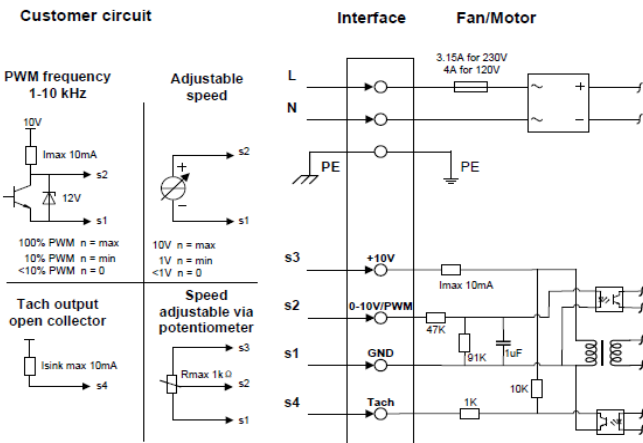 Customer circuit
Interface
Fan/Motor
PWM frequency
1-10 kHz
10V
Imax 10mA
s2
12V
s1
100% PWM n = max
10% PWM n = min
<10% PWM n = 0
Adjustable
speed
s2
+
−
s1
10V n = max
1V n = min
<1V n = 0
Tach output
open collector
Isink max 10mA
s4
Speed
adjustable via
potentiometer
s3
Rmax 1kΩ
s2
s1
L
3.15A for 230V
4A for 120V
~ +
N
~ −
PE PE
s3 +10V
Imax 10mA
s2 0-10V/PWM
47K
91K
1uF
s1 GND
10K
s4 Tach
1K